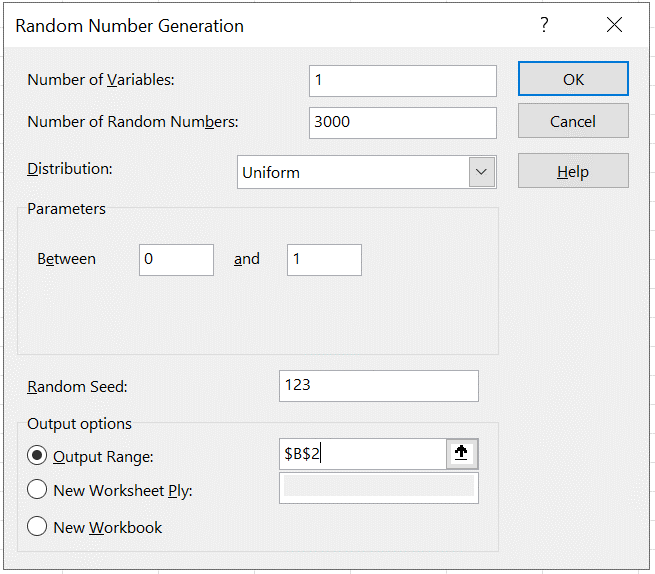 Random Number Generation ?
Number of Variables: 1 OK
Number of Random Numbers: 3000 Cancel
Distribution: Uniform Help
Parameters
Between 0 and 1
Random Seed: 123
Output options
Output Range: $B$2
New Worksheet Ply:
New Workbook